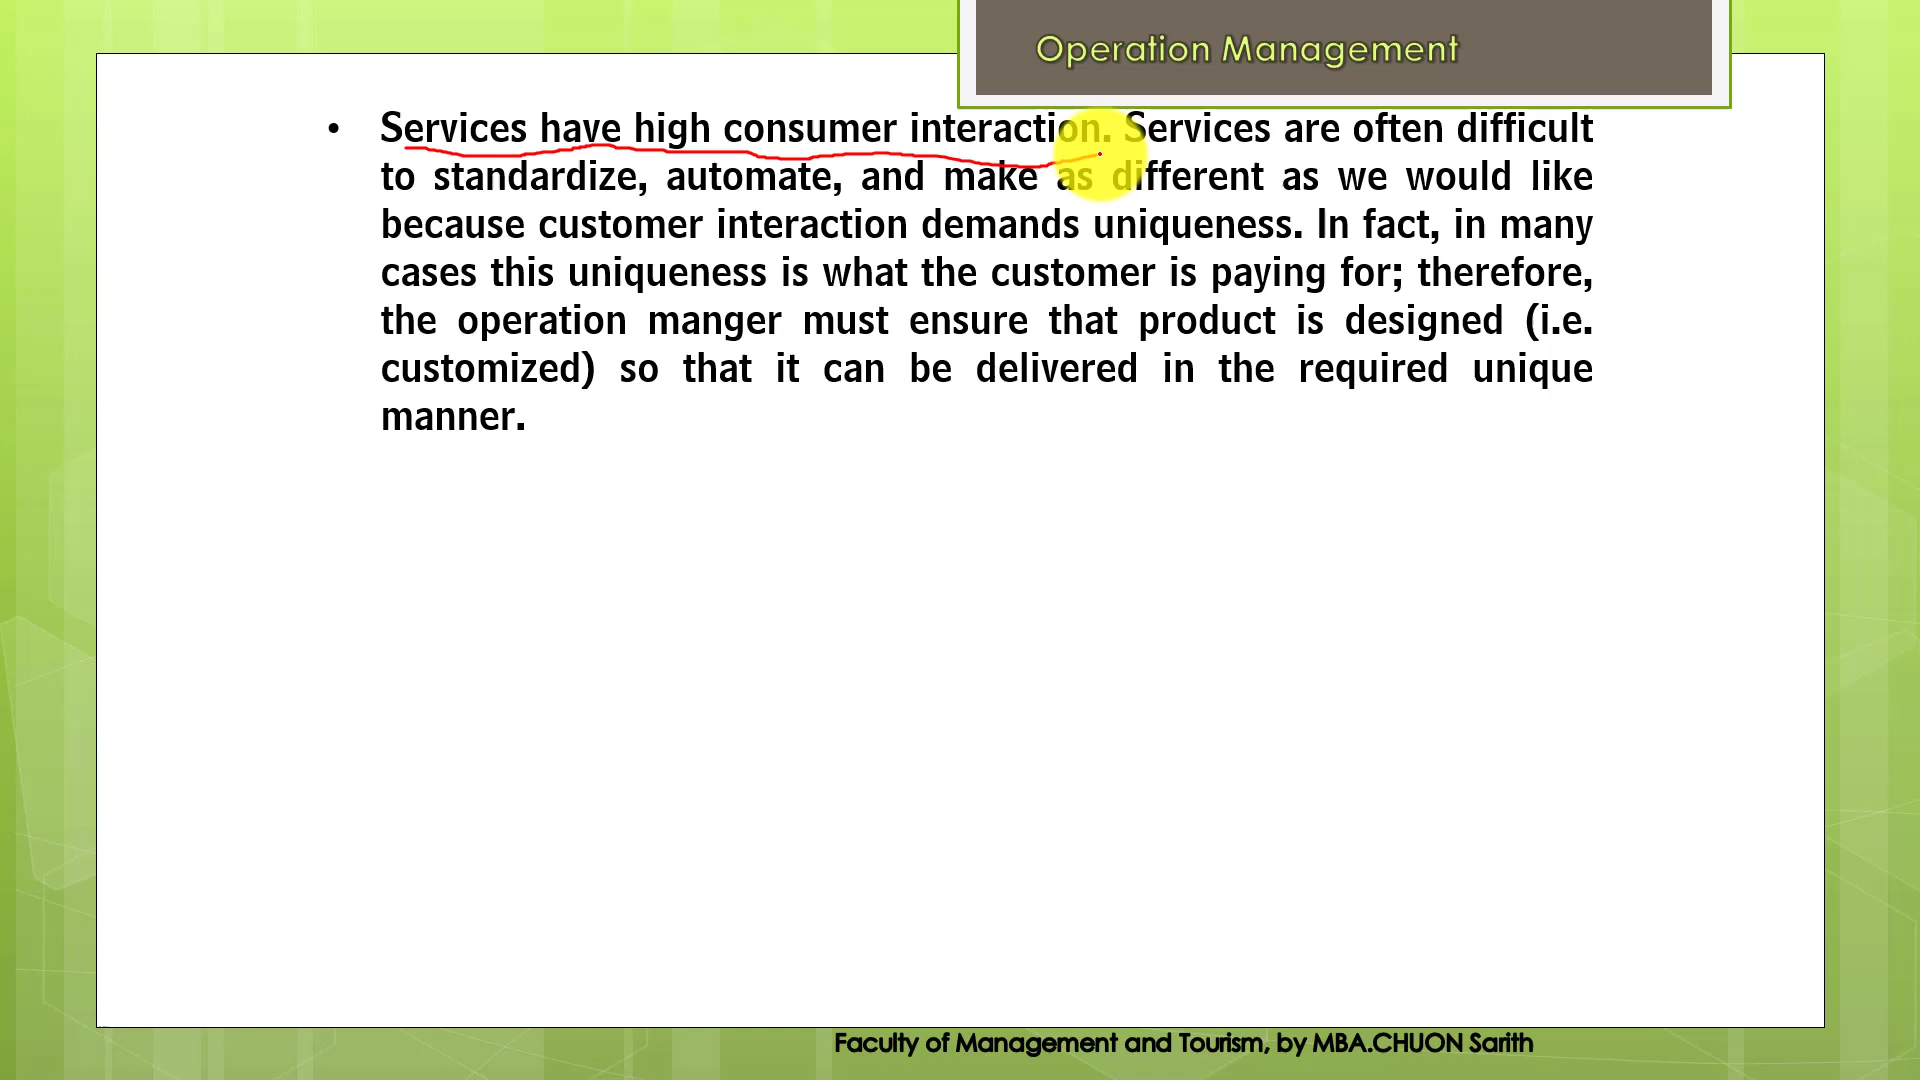 Operation Management
• Services have high consumer interaction. Services are often difficult
to standardize, automate, and make as different as we would like
because customer interaction demands uniqueness. In fact, in many
cases this uniqueness is what the customer is paying for; therefore,
the operation manger must ensure that product is designed (i.e.
customized) so that it can be delivered in the required unique
manner.
Faculty of Management and Tourism, by MBA.CHUON Sarith